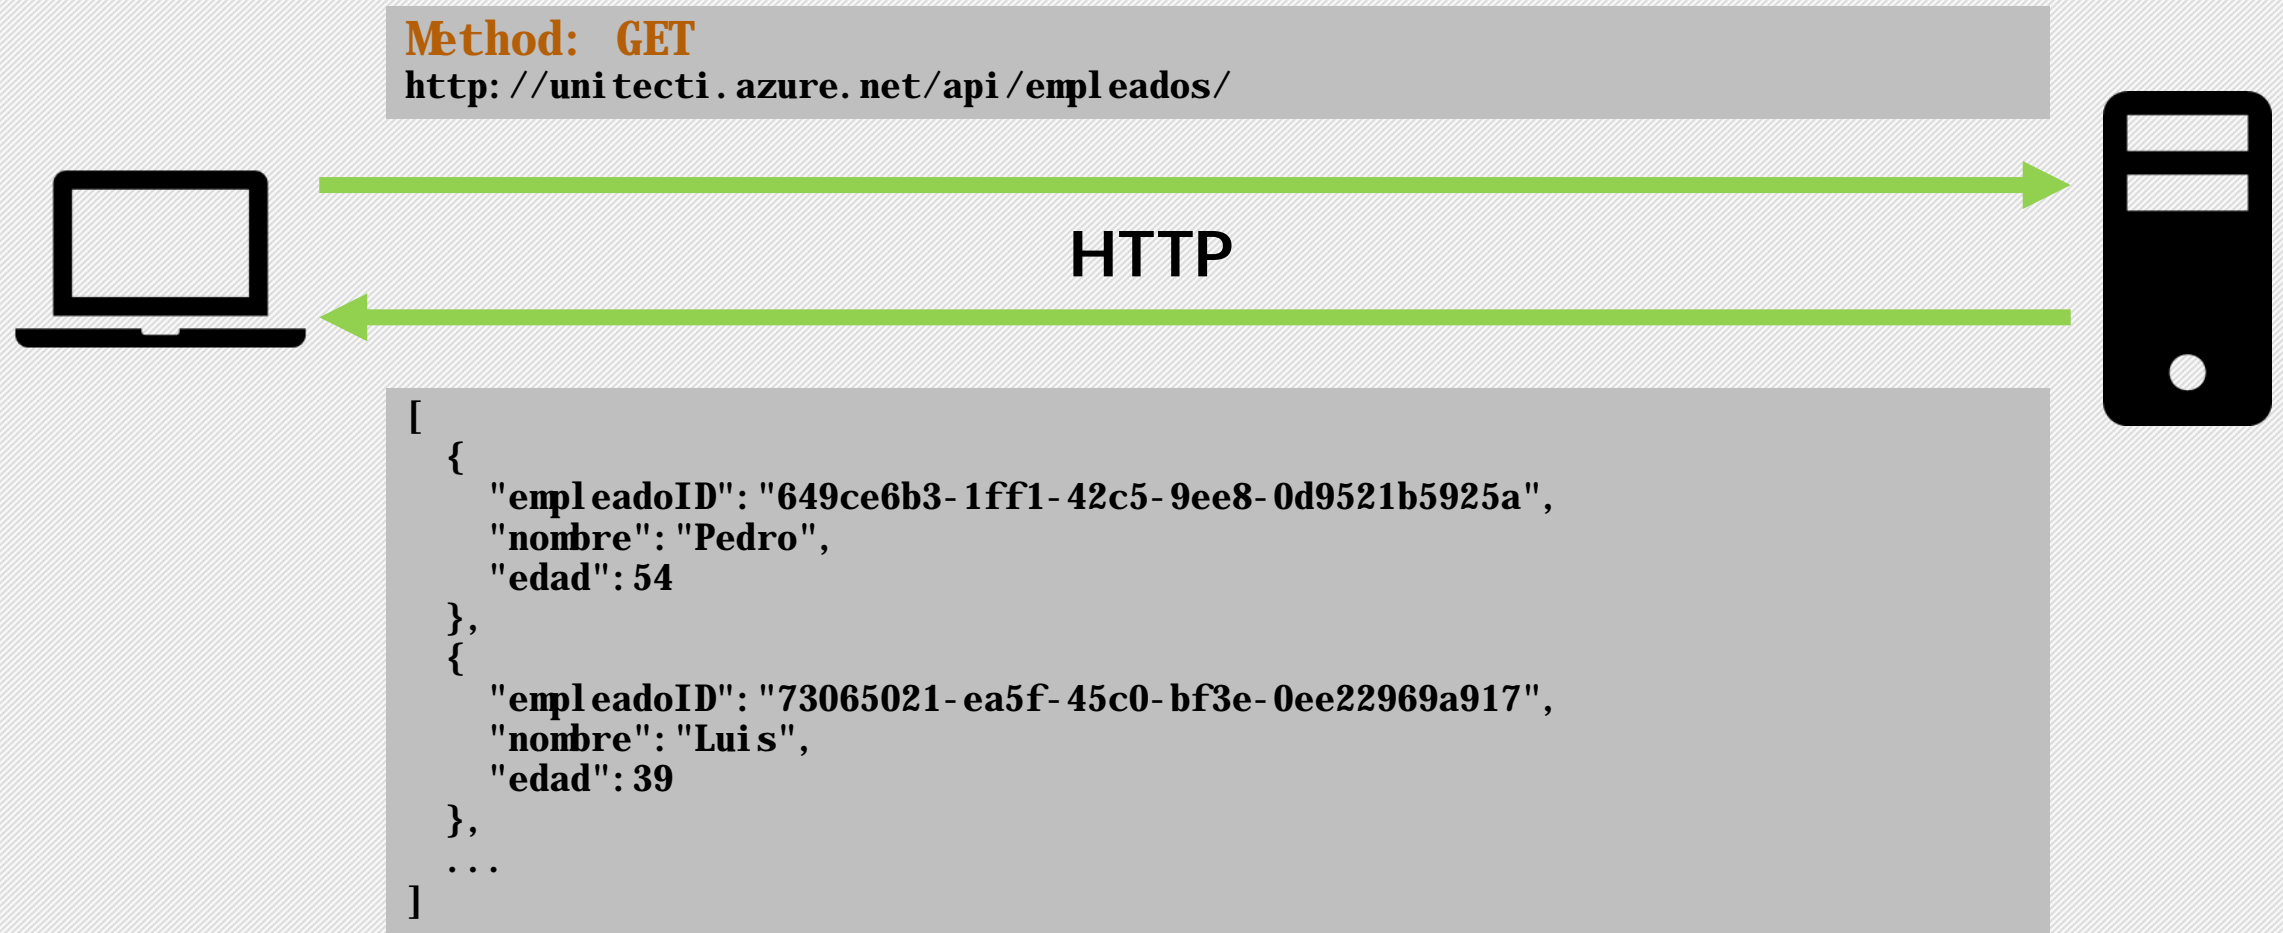 Method: GET
http://unitecti.azure.net/api/empleados/
HTTP
[
{
"empleadoID":"649ce6b3-1ff1-42c5-9ee8-0d9521b5925a",
"nombre":"Pedro",
"edad":54
},
{
"empleadoID":"73065021-ea5f-45c0-bf3e-0ee22969a917",
"nombre":"Luis",
"edad":39
},
...
]